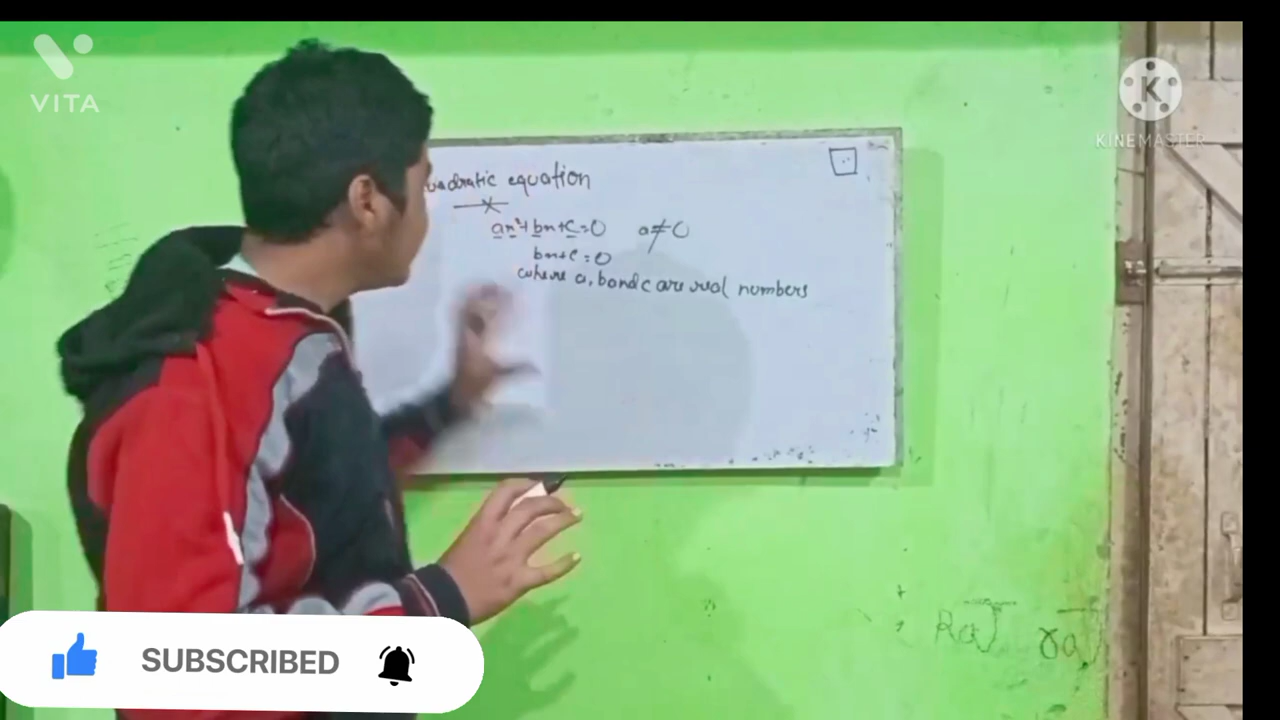 VITA
KINEMASTER
uadratic equation
ax²+bx+c=0 a≠0
bx+c=0
where a, b and c are real numbers
Raj raj
SUBSCRIBED